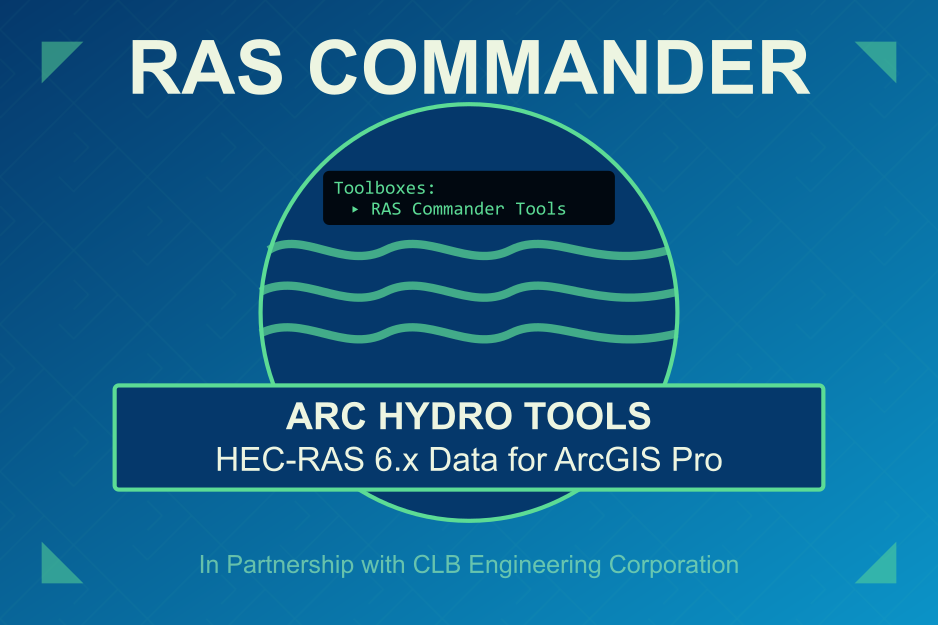 RAS COMMANDER
Toolboxes:
▸ RAS Commander Tools
ARC HYDRO TOOLS
HEC-RAS 6.x Data for ArcGIS Pro
In Partnership with CLB Engineering Corporation